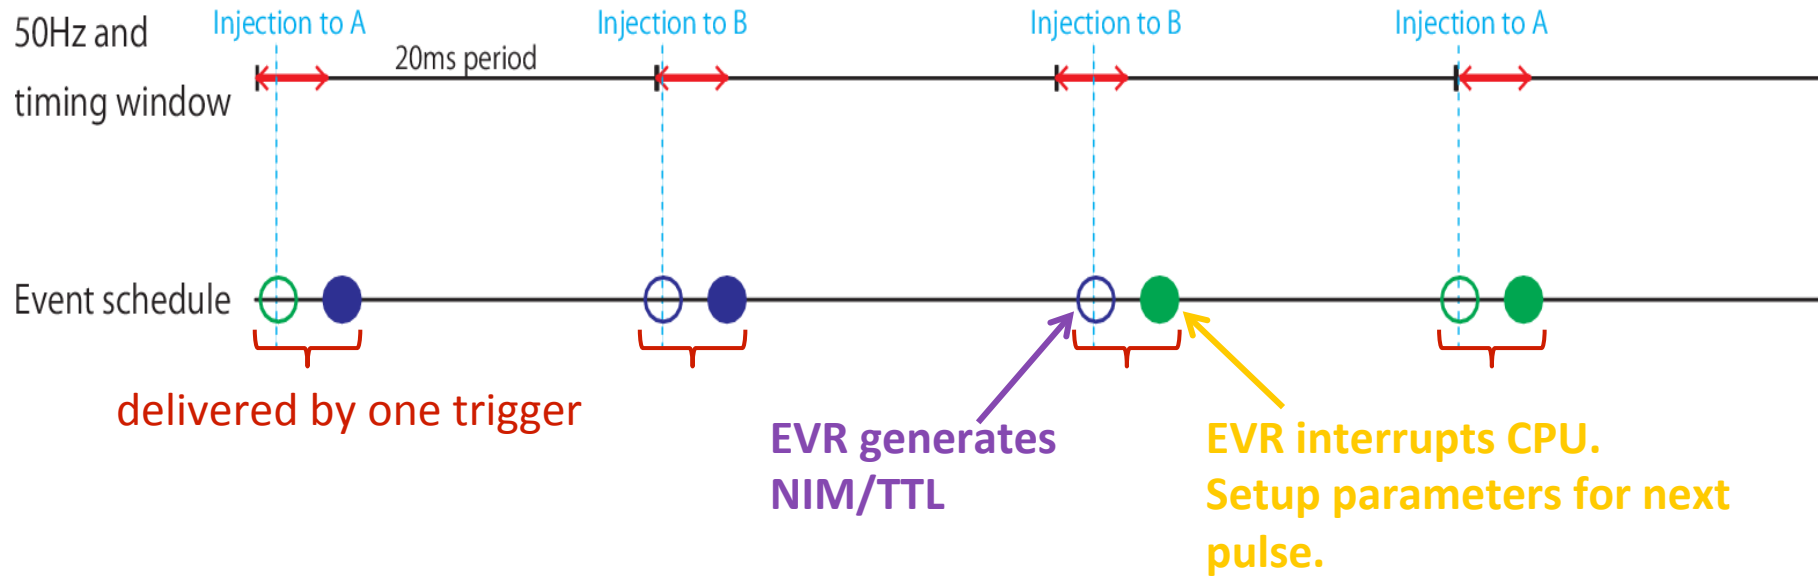 50Hz and
timing window
Injection to A
Injection to B
Injection to B
Injection to A
20ms period
Event schedule
delivered by one trigger
EVR generates
NIM/TTL
EVR interrupts CPU.
Setup parameters for next
pulse.